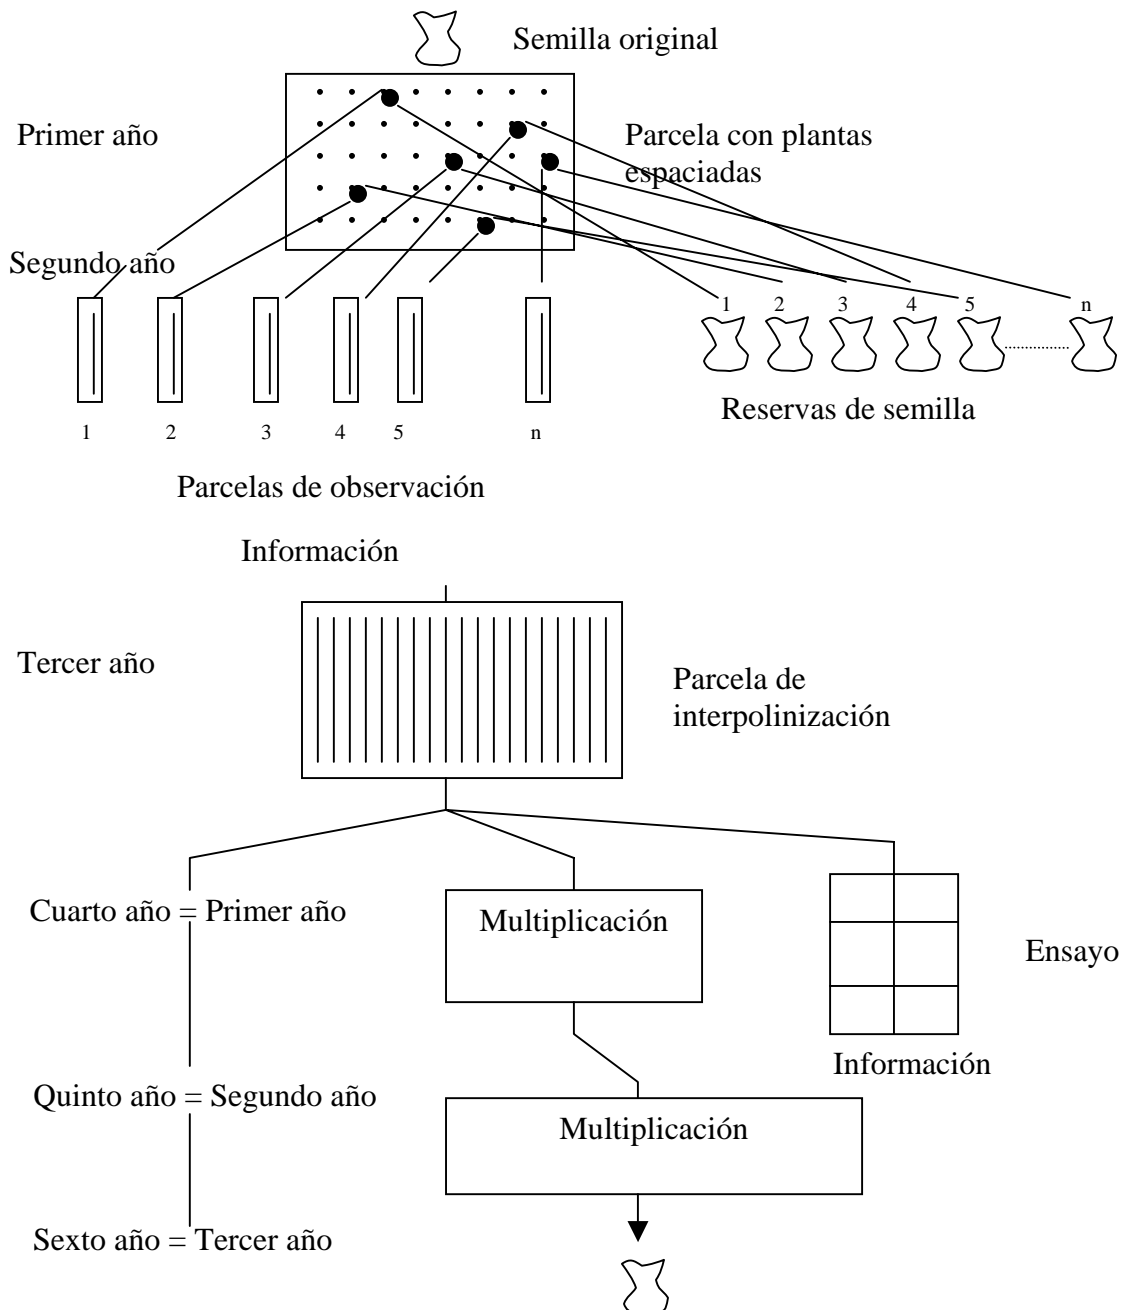 Semilla original
Primer año
Parcela con plantas
espaciadas
Segundo año
1 2 3 4 5 n
Reservas de semilla
1 2 3 4 5 n
Parcelas de observación
Información
Tercer año
Parcela de
interpolinización
Cuarto año = Primer año
Multiplicación
Ensayo
Información
Quinto año = Segundo año
Multiplicación
Sexto año = Tercer año